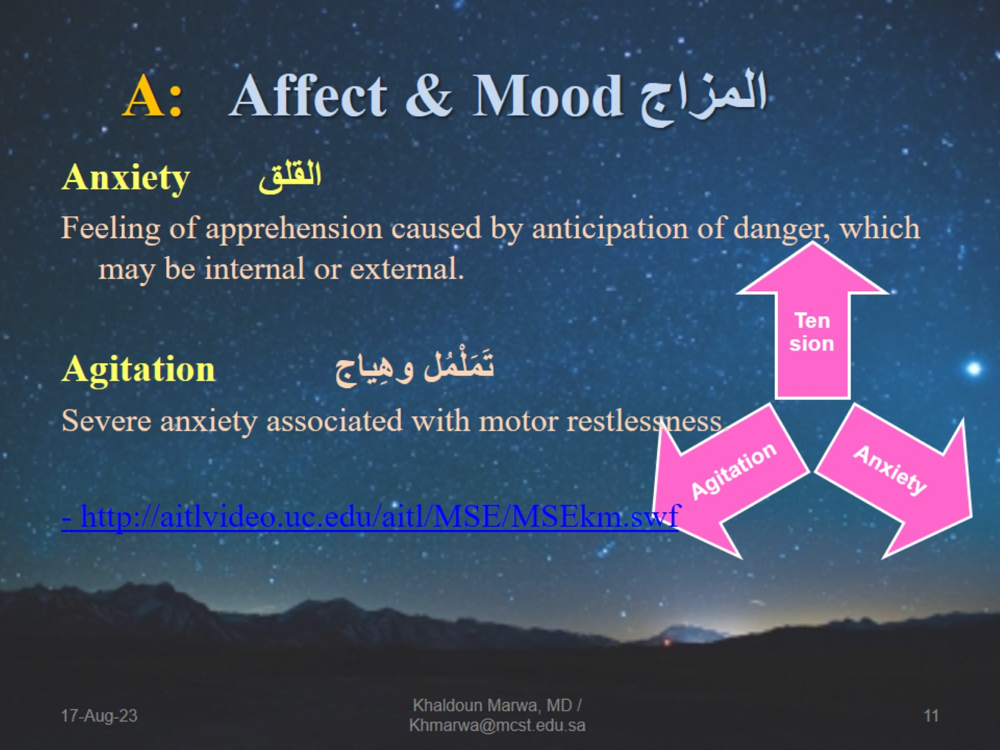 A: Affect & Mood المزاج
Anxiety القلق
Feeling of apprehension caused by anticipation of danger, which
may be internal or external.
Agitation تَمَلْمُل وهِياج
Severe anxiety associated with motor restlessness.
- http://aitlvideo.uc.edu/aitl/MSE/MSEkm.swf
Ten
sion
Agitation
Anxiety
17-Aug-23
Khaldoun Marwa, MD /
Khmarwa@mcst.edu.sa
11